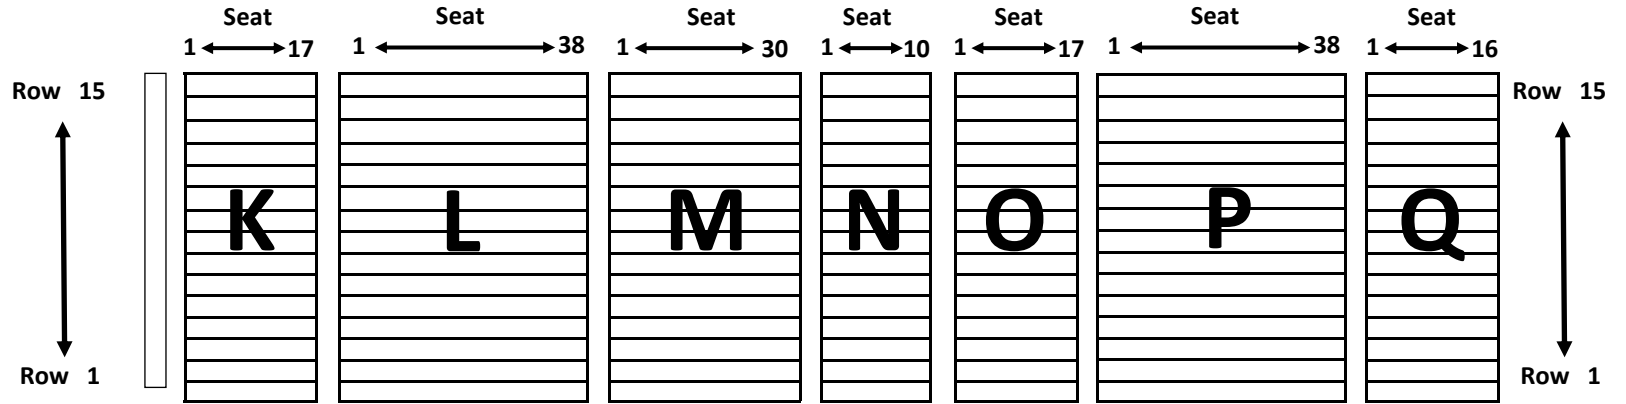 Seat Seat Seat Seat Seat Seat Seat
1 17 1 38 1 30 1 10 1 17 1 38 1 16
Row 15 Row 15
K L M N O P Q
Row 1 Row 1